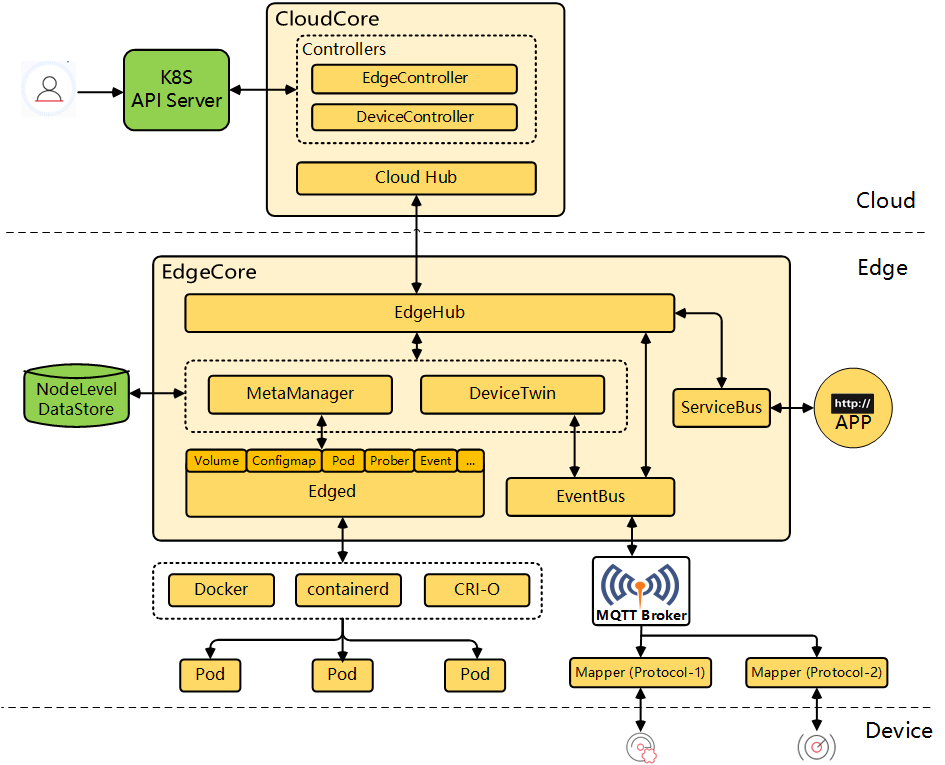 CloudCore
Controllers
EdgeController
DeviceController
Cloud Hub
K8S
API Server
Cloud
Edge
EdgeCore
EdgeHub
MetaManager
DeviceTwin
NodeLevel
DataStore
ServiceBus
http://
APP
Volume Configmap Pod Prober Event ...
Edged
EventBus
Docker containerd CRI-O
MQTT Broker
Pod Pod Pod
Mapper (Protocol-1) Mapper (Protocol-2)
Device